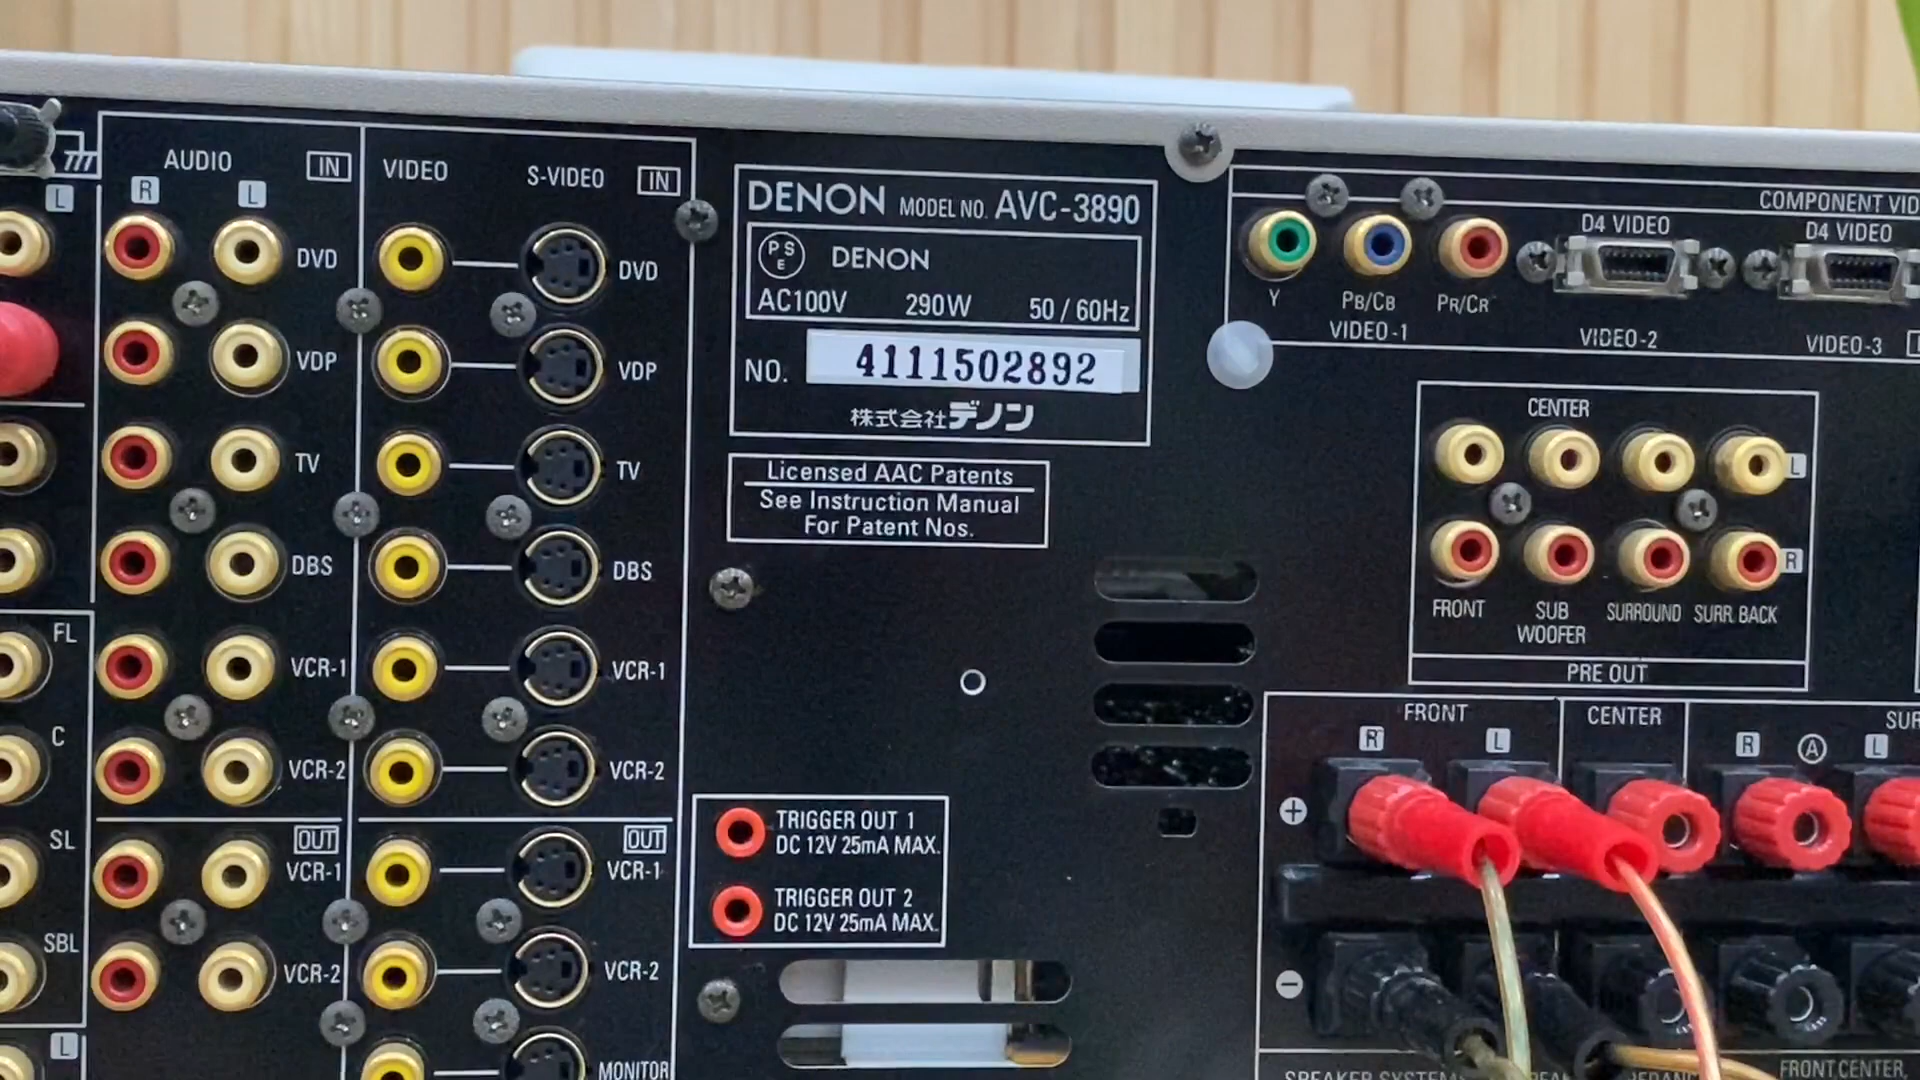 L
AUDIO IN
R L
DVD
VDP
TV
DBS
VCR-1
VCR-2
OUT
VCR-1
VCR-2
FL
C
SL
SBL
L
VIDEO S-VIDEO IN
DVD
VDP
TV
DBS
VCR-1
VCR-2
OUT
VCR-1
VCR-2
MONITOR
DENON MODEL NO. AVC-3890
PSE DENON
AC100V 290W 50 / 60Hz
NO. 4111502892
株式会社デノン
Licensed AAC Patents
See Instruction Manual
For Patent Nos.
TRIGGER OUT 1
DC 12V 25mA MAX.
TRIGGER OUT 2
DC 12V 25mA MAX.
COMPONENT VID
D4 VIDEO D4 VIDEO
Y PB/CB PR/CR
VIDEO-1 VIDEO-2 VIDEO-3
CENTER
L
R
FRONT SUB WOOFER SURROUND SURR. BACK
PRE OUT
FRONT CENTER SUR
R L R A L
+
−
SPEAKER SYSTEMS
FRONT,CENTER,